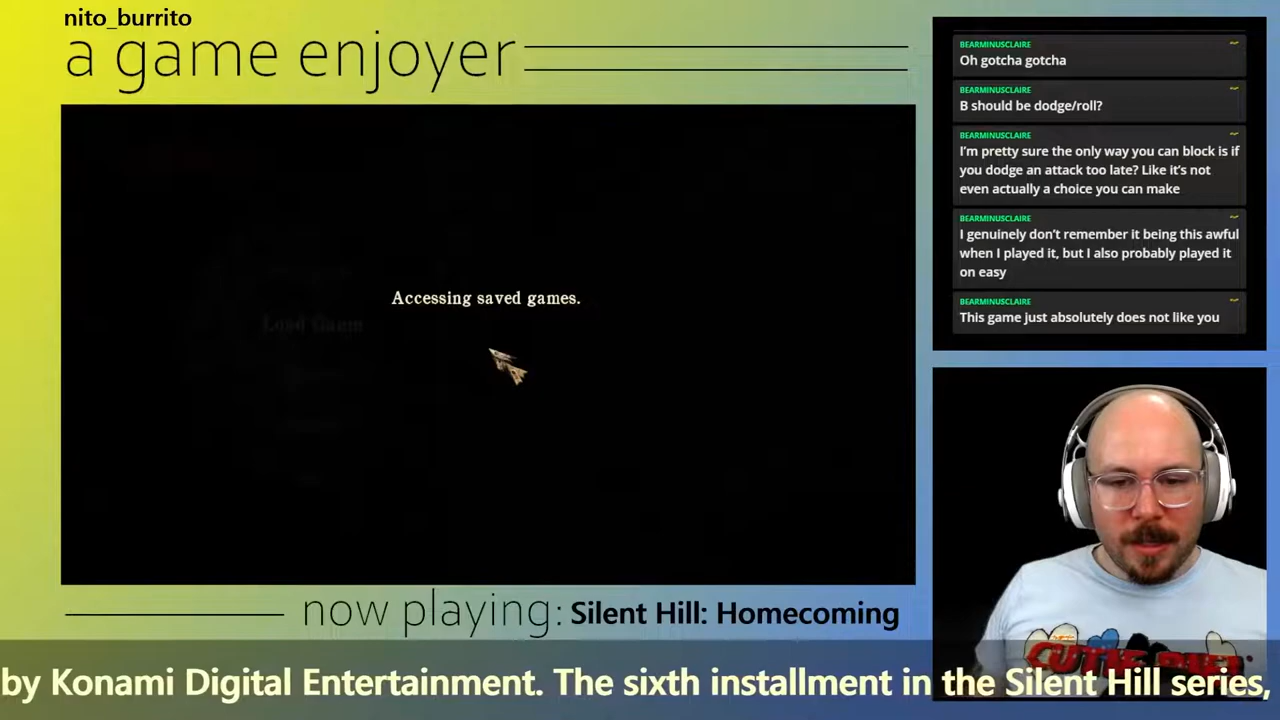 nito_burrito
a game enjoyer
BEARMINUSCLAIRE
Oh gotcha gotcha
BEARMINUSCLAIRE
B should be dodge/roll?
BEARMINUSCLAIRE
I'm pretty sure the only way you can block is if
you dodge an attack too late? Like it's not
even actually a choice you can make
BEARMINUSCLAIRE
I genuinely don't remember it being this awful
when I played it, but I also probably played it
on easy
BEARMINUSCLAIRE
This game just absolutely does not like you
Accessing saved games.
Load Game
now playing: Silent Hill: Homecoming
by Konami Digital Entertainment. The sixth installment in the Silent Hill series,